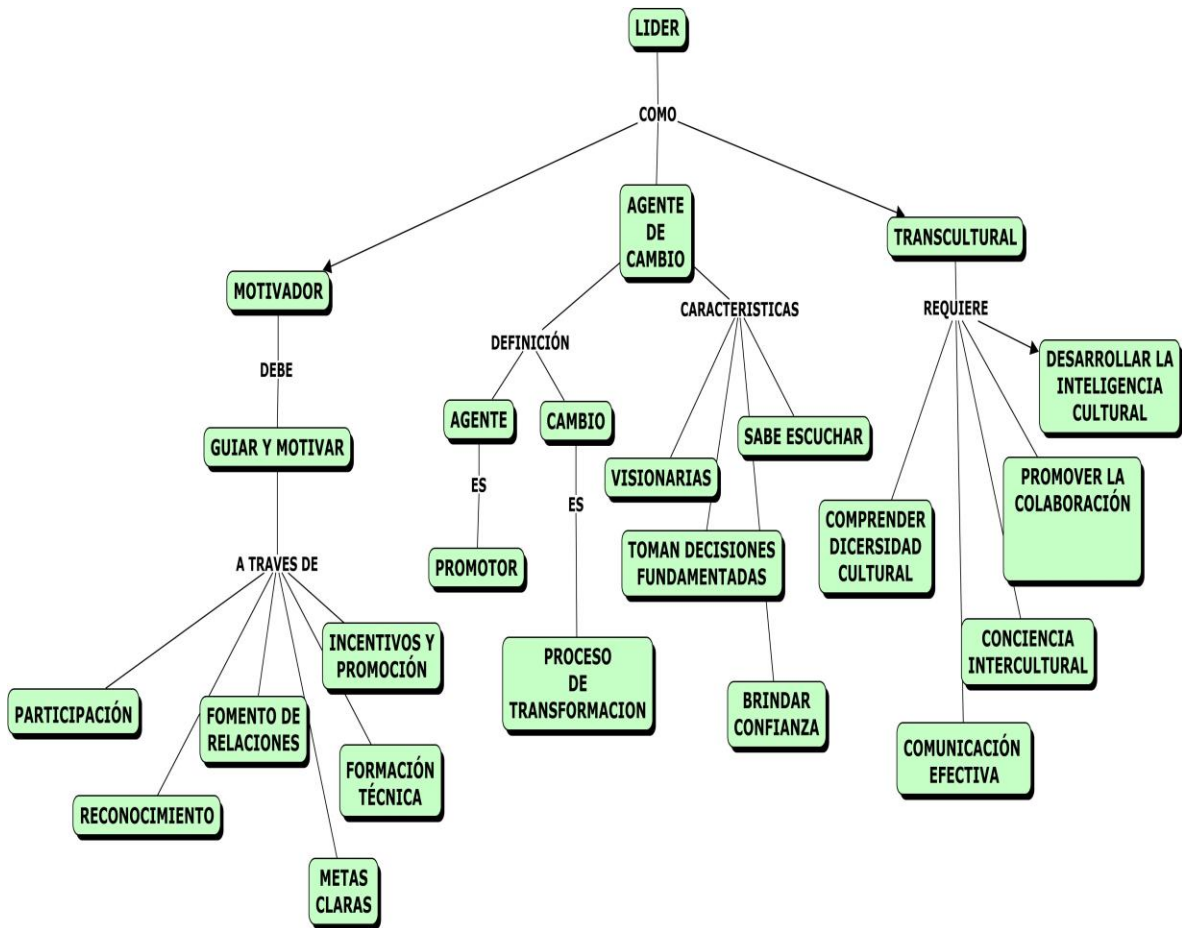 LIDER
COMO
MOTIVADOR
DEBE
GUIAR Y MOTIVAR
A TRAVES DE
PARTICIPACIÓN
RECONOCIMIENTO
FOMENTO DE
RELACIONES
METAS
CLARAS
FORMACIÓN
TÉCNICA
INCENTIVOS Y
PROMOCIÓN
AGENTE
DE
CAMBIO
DEFINICIÓN
AGENTE
ES
PROMOTOR
CAMBIO
ES
PROCESO
DE
TRANSFORMACION
CARACTERISTICAS
VISIONARIAS
TOMAN DECISIONES
FUNDAMENTADAS
BRINDAR
CONFIANZA
SABE ESCUCHAR
TRANSCULTURAL
REQUIERE
COMPRENDER
DICERSIDAD
CULTURAL
COMUNICACIÓN
EFECTIVA
CONCIENCIA
INTERCULTURAL
PROMOVER LA
COLABORACIÓN
DESARROLLAR LA
INTELIGENCIA
CULTURAL